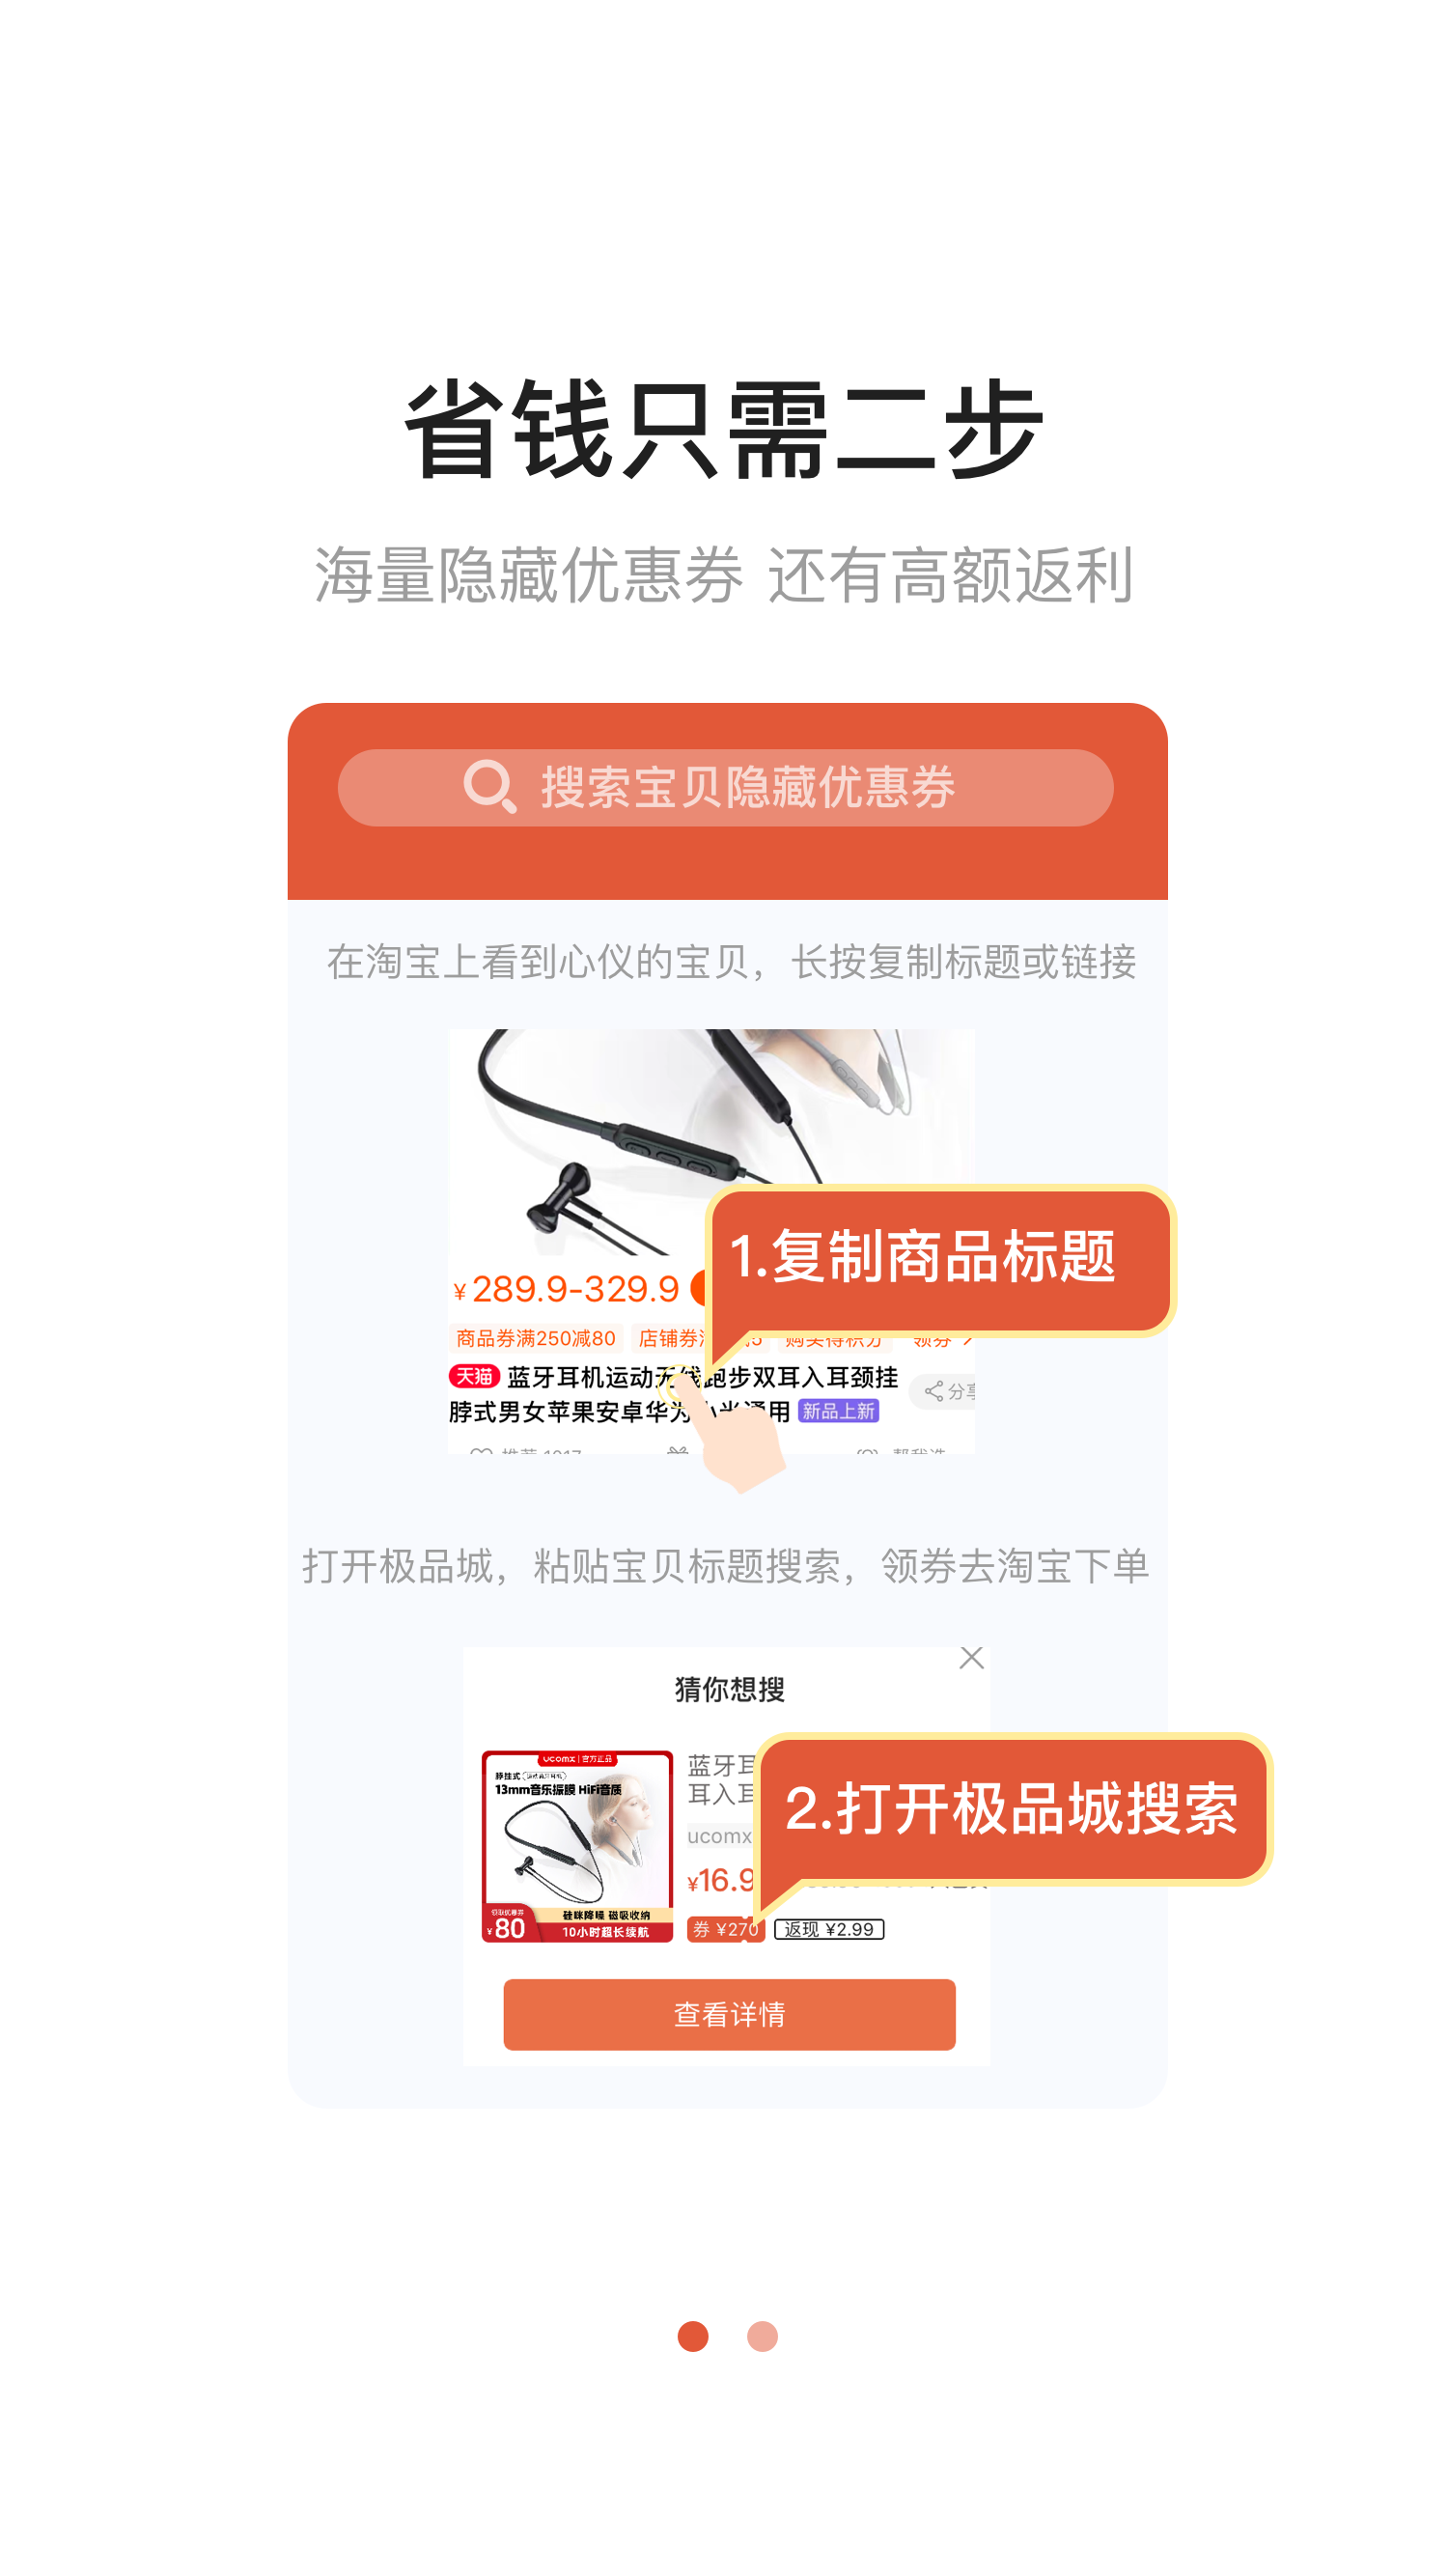 省钱只需二步
海量隐藏优惠券 还有高额返利
搜索宝贝隐藏优惠券
在淘宝上看到心仪的宝贝，长按复制标题或链接
1.复制商品标题
¥289.9-329.9
商品券满250减80 店铺券 5
天猫 蓝牙耳机运动 跑步双耳入耳颈挂
脖式男女苹果安卓华为小米通用 新品上新
分享
打开极品城，粘贴宝贝标题搜索，领券去淘宝下单
猜你想搜
ucomx 官方正品
脖挂式
13mm音乐振膜 HiFi音质
硅咪降噪 磁吸收纳
¥80
10小时超长续航
蓝牙耳
耳入耳
2.打开极品城搜索
ucomx
¥16.9
券 ¥270 返现 ¥2.99
查看详情